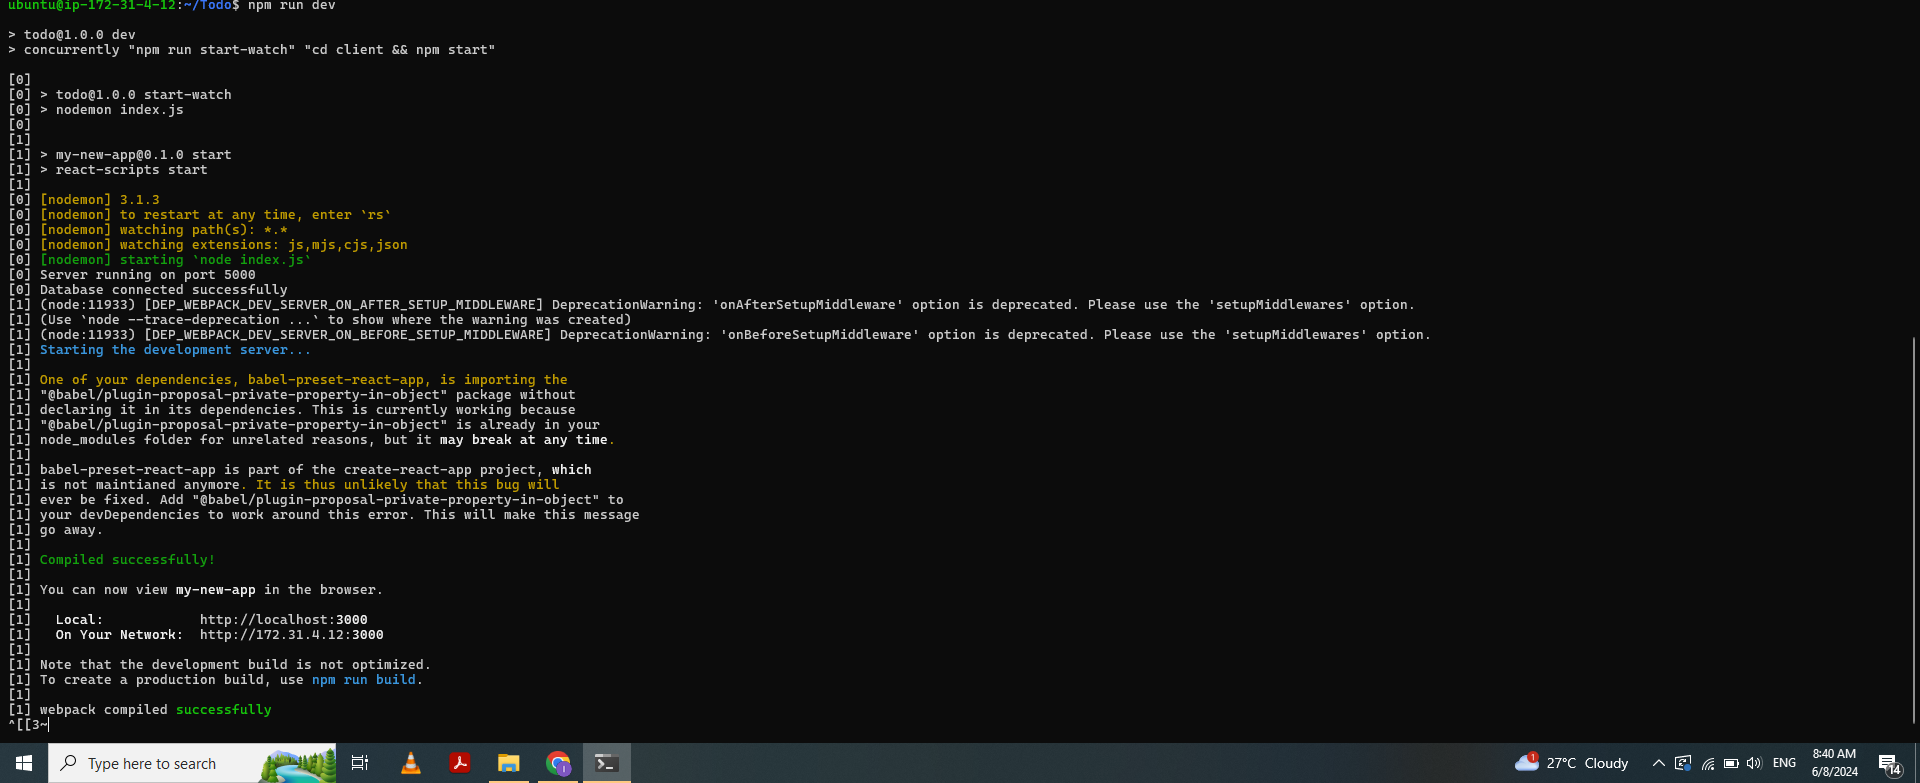 ubuntu@ip-172-31-4-12:~/Todo$ npm run dev
> todo@1.0.0 dev
> concurrently "npm run start-watch" "cd client && npm start"
[0]
[0] > todo@1.0.0 start-watch
[0] > nodemon index.js
[0]
[1]
[1] > my-new-app@0.1.0 start
[1] > react-scripts start
[1]
[0] [nodemon] 3.1.3
[0] [nodemon] to restart at any time, enter `rs`
[0] [nodemon] watching path(s): *.*
[0] [nodemon] watching extensions: js,mjs,cjs,json
[0] [nodemon] starting `node index.js`
[0] Server running on port 5000
[0] Database connected successfully
[1] (node:11933) [DEP_WEBPACK_DEV_SERVER_ON_AFTER_SETUP_MIDDLEWARE] DeprecationWarning: 'onAfterSetupMiddleware' option is deprecated. Please use the 'setupMiddlewares' option.
[1] (Use `node --trace-deprecation ...` to show where the warning was created)
[1] (node:11933) [DEP_WEBPACK_DEV_SERVER_ON_BEFORE_SETUP_MIDDLEWARE] DeprecationWarning: 'onBeforeSetupMiddleware' option is deprecated. Please use the 'setupMiddlewares' option.
[1] Starting the development server...
[1]
[1] One of your dependencies, babel-preset-react-app, is importing the
[1] "@babel/plugin-proposal-private-property-in-object" package without
[1] declaring it in its dependencies. This is currently working because
[1] "@babel/plugin-proposal-private-property-in-object" is already in your
[1] node_modules folder for unrelated reasons, but it may break at any time.
[1]
[1] babel-preset-react-app is part of the create-react-app project, which
[1] is not maintianed anymore. It is thus unlikely that this bug will
[1] ever be fixed. Add "@babel/plugin-proposal-private-property-in-object" to
[1] your devDependencies to work around this error. This will make this message
[1] go away.
[1]
[1] Compiled successfully!
[1]
[1] You can now view my-new-app in the browser.
[1]
[1] Local: http://localhost:3000
[1] On Your Network: http://172.31.4.12:3000
[1]
[1] Note that the development build is not optimized.
[1] To create a production build, use npm run build.
[1]
[1] webpack compiled successfully
^[[3~
Type here to search
1
27°C Cloudy
ENG
8:40 AM
6/8/2024
14